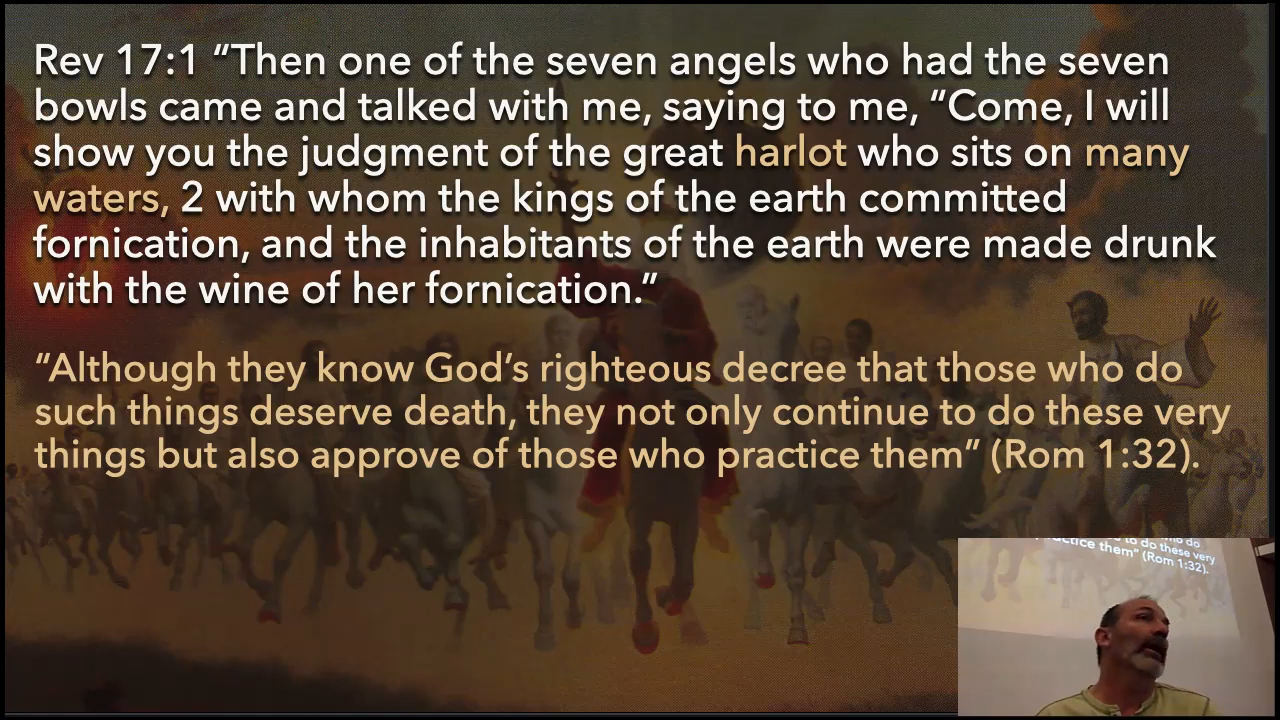 Rev 17:1 “Then one of the seven angels who had the seven
bowls came and talked with me, saying to me, “Come, I will
show you the judgment of the great harlot who sits on many
waters, 2 with whom the kings of the earth committed
fornication, and the inhabitants of the earth were made drunk
with the wine of her fornication.”
“Although they know God’s righteous decree that those who do
such things deserve death, they not only continue to do these very
things but also approve of those who practice them” (Rom 1:32).
who do
to do these very
practice them” (Rom 1:32).